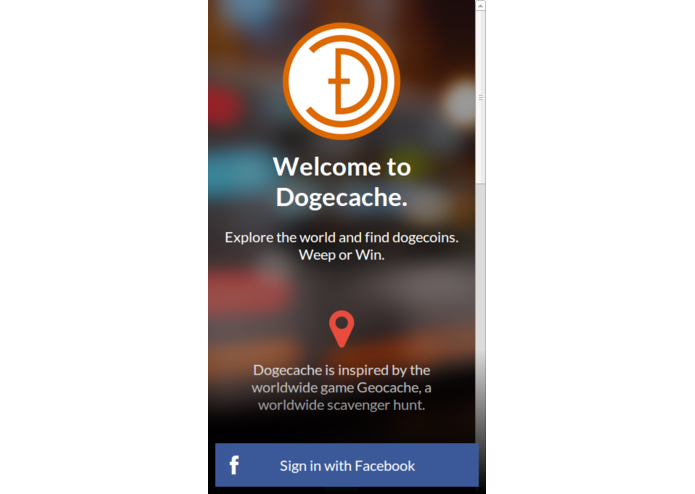 Welcome to
Dogecache.
Explore the world and find dogecoins.
Weep or Win.
Dogecache is inspired by the
worldwide game Geocache, a
worldwide scavenger hunt.
f Sign in with Facebook